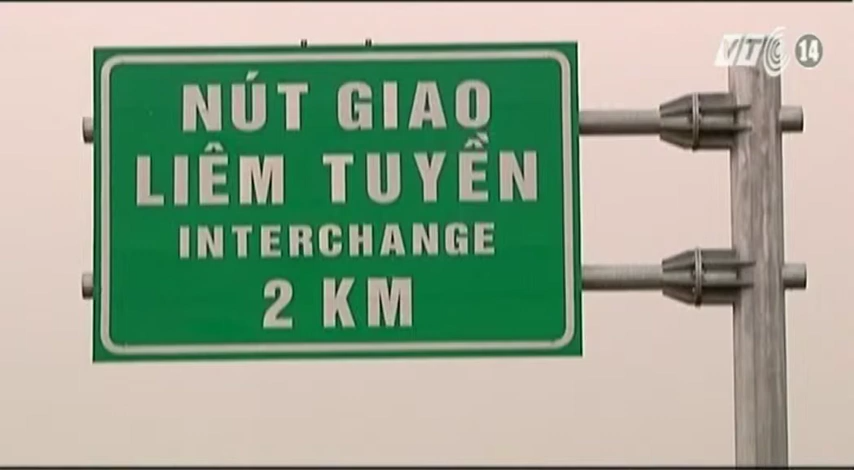 VTC 14
NÚT GIAO
LIÊM TUYỀN
INTERCHANGE
2 KM